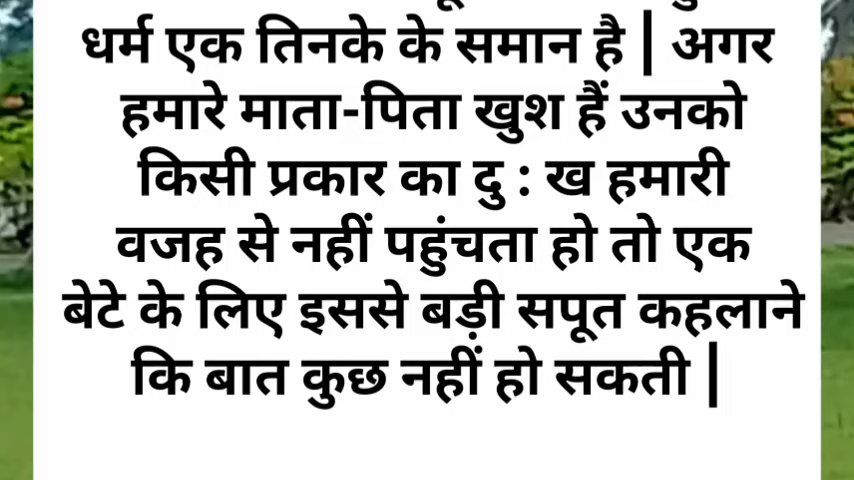 धर्म एक तिनके के समान है | अगर
हमारे माता-पिता खुश हैं उनको
किसी प्रकार का दु : ख हमारी
वजह से नहीं पहुंचता हो तो एक
बेटे के लिए इससे बड़ी सपूत कहलाने
कि बात कुछ नहीं हो सकती |